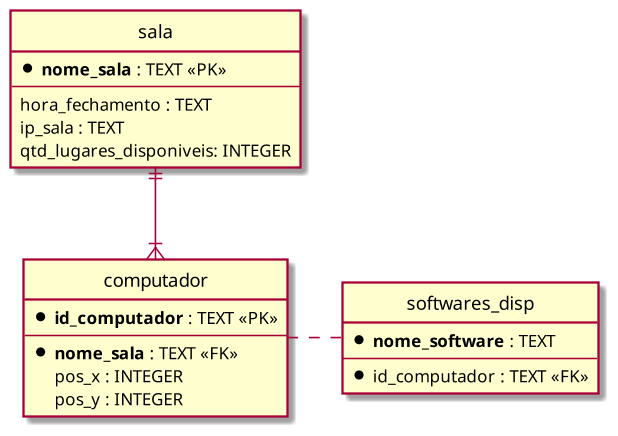 sala
nome_sala : TEXT «PK»
hora_fechamento : TEXT
ip_sala : TEXT
qtd_lugares_disponiveis: INTEGER
computador
id_computador : TEXT «PK»
nome_sala : TEXT «FK»
pos_x : INTEGER
pos_y : INTEGER
softwares_disp
nome_software : TEXT
id_computador : TEXT «FK»